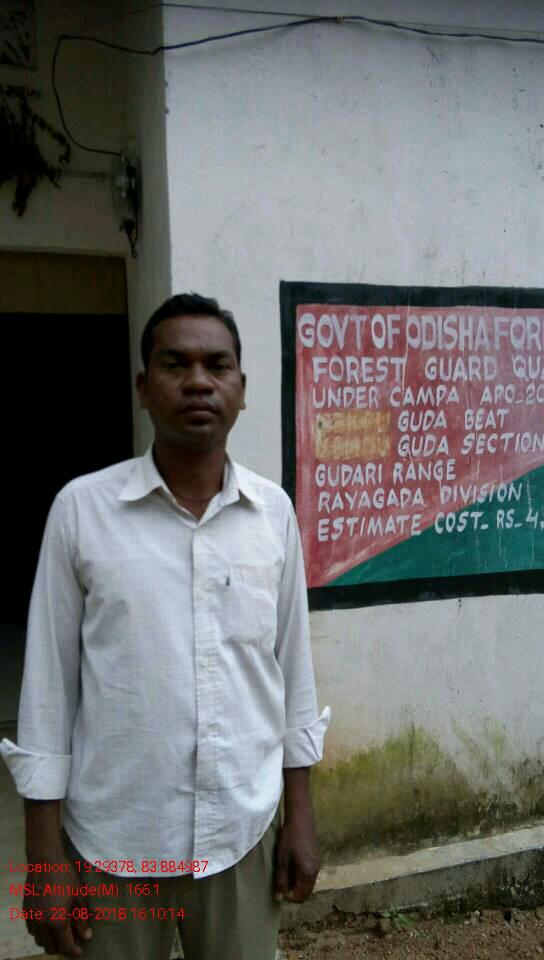 GOVT OF ODISHA FOR
FOREST GUARD QUA
UNDER CAMPA APO-20
GUDA BEAT
GUDA SECTION
GUDARI RANGE
RAYAGADA DIVISION
ESTIMATE COST- RS-4,
Location: 19.29378, 83.884987
MSL Altitude(M): 166.1
Date: 22-08-2018 16:10:14